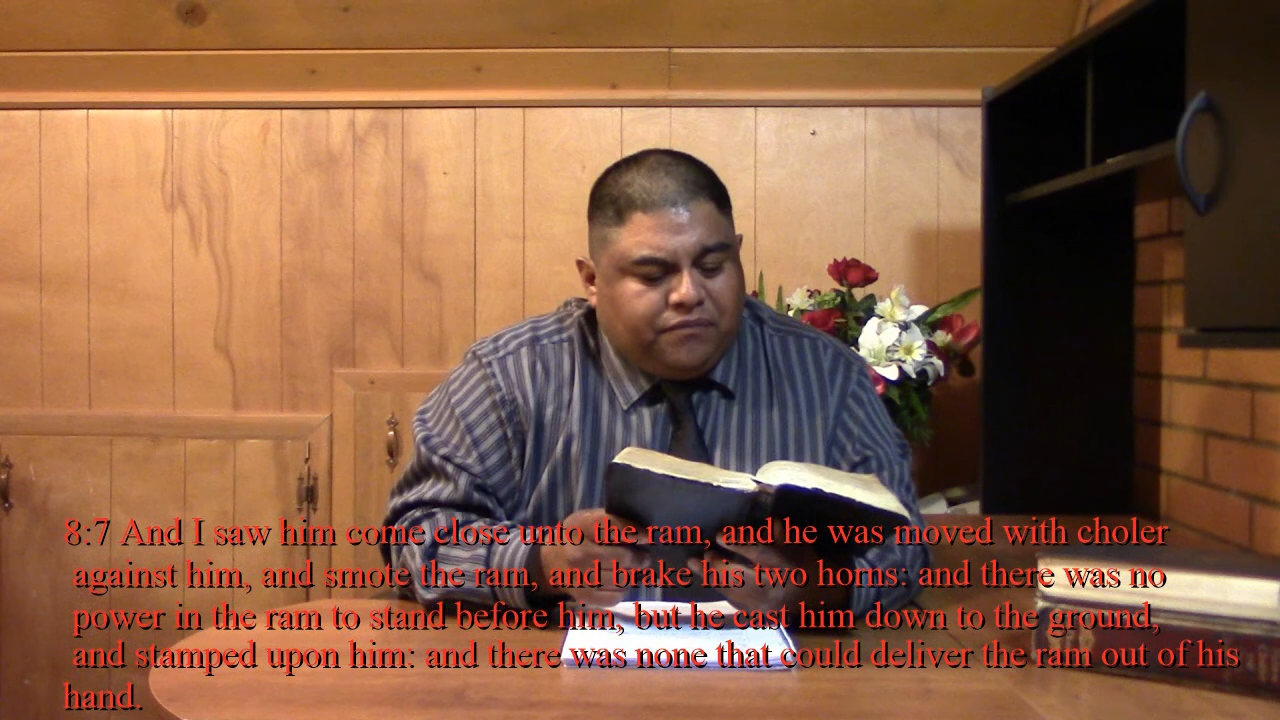 8:7 And I saw him come close unto the ram, and he was moved with choler
against him, and smote the ram, and brake his two horns: and there was no
power in the ram to stand before him, but he cast him down to the ground,
and stamped upon him: and there was none that could deliver the ram out of his
hand.